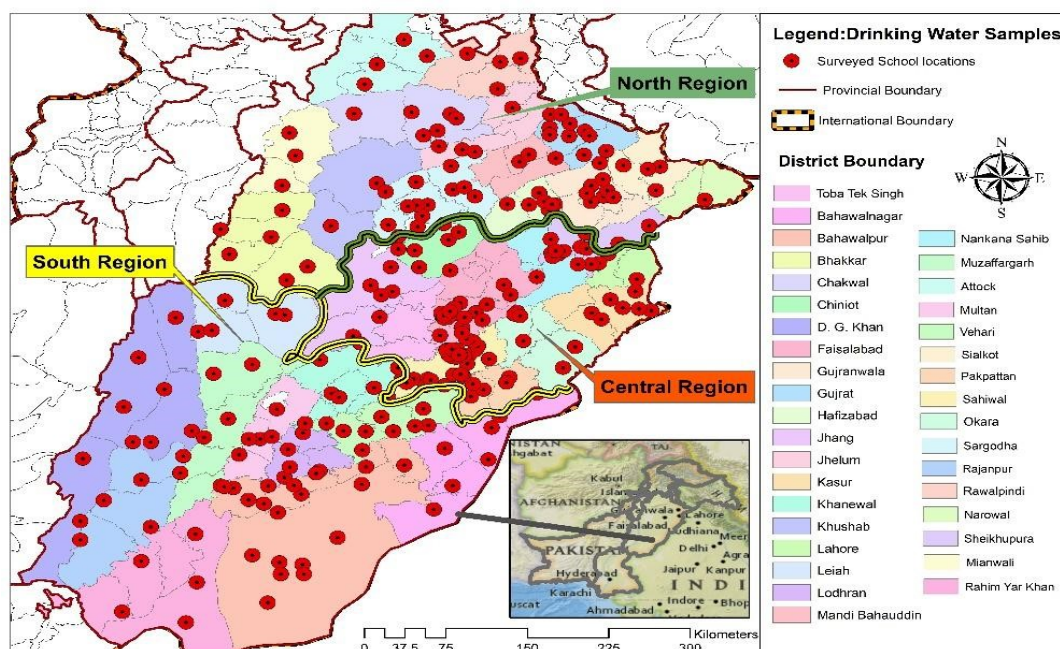 North Region
South Region
Central Region
Legend:Drinking Water Samples
Surveyed School locations
Provincial Boundary
International Boundary
District Boundary
N
W E
S
Toba Tek Singh
Bahawalnagar
Bahawalpur
Bhakkar
Chakwal
Chiniot
D. G. Khan
Faisalabad
Gujranwala
Gujrat
Hafizabad
Jhang
Jhelum
Kasur
Khanewal
Khushab
Lahore
Leiah
Lodhran
Mandi Bahauddin
Nankana Sahib
Muzaffargarh
Attock
Multan
Vehari
Sialkot
Pakpattan
Sahiwal
Okara
Sargodha
Rajanpur
Rawalpindi
Narowal
Sheikhupura
Mianwali
Rahim Yar Khan
TAJ.
Kabul
AFGHANISTAN
Faisalabad
Lahore
Ludhiana
Delhi
Agra
PAKISTAN
Jaipur Kanpur
Hyderabad
INDI
Karachi
Ahmadabad
Indore Bhop
0 37.5 75 150 225 300 Kilometers